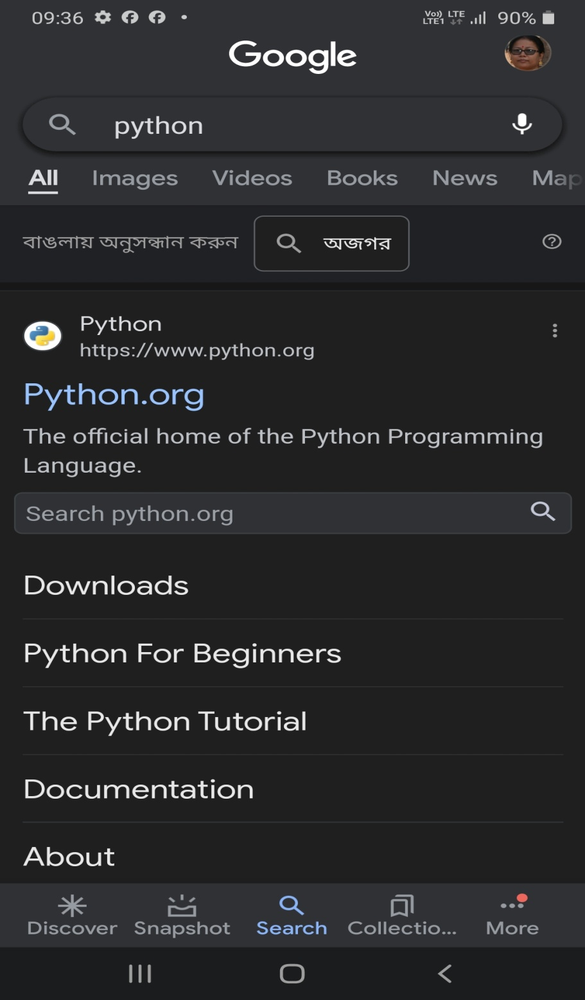 09:36
Vo)) LTE
LTE1
90%
Google
python
All Images Videos Books News Map
বাঙলায় অনুসন্ধান করুন অজগর
Python
https://www.python.org
Python.org
The official home of the Python Programming
Language.
Search python.org
Downloads
Python For Beginners
The Python Tutorial
Documentation
About
Discover Snapshot Search Collectio... More